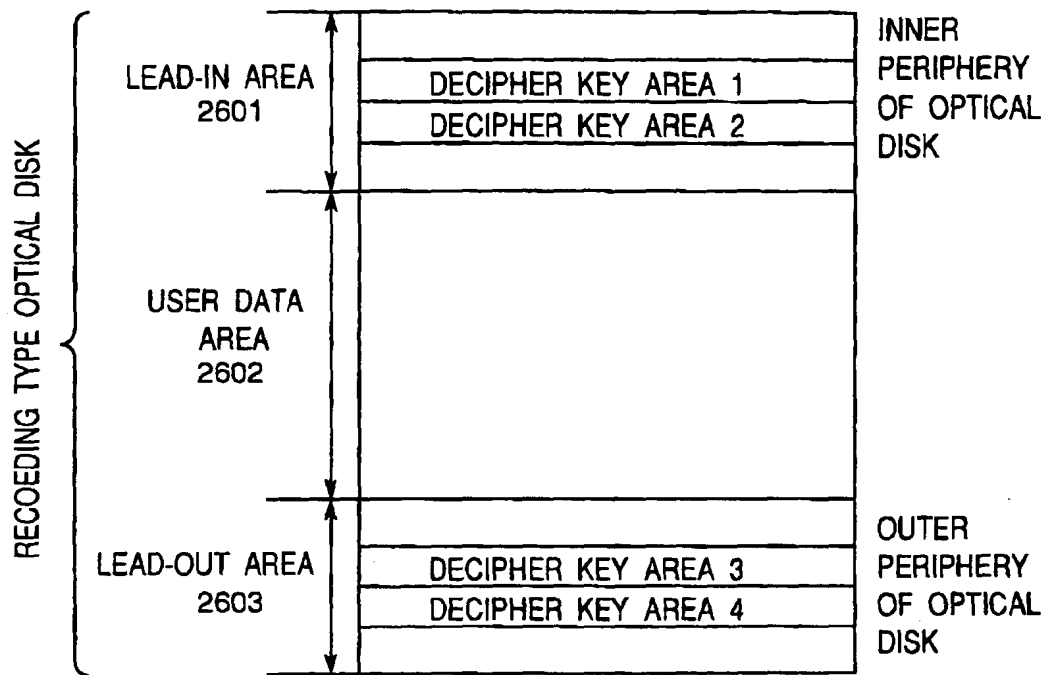 RECOEDING TYPE OPTICAL DISK
LEAD-IN AREA
2601
DECIPHER KEY AREA 1
DECIPHER KEY AREA 2
INNER
PERIPHERY
OF OPTICAL
DISK
USER DATA
AREA
2602
LEAD-OUT AREA
2603
DECIPHER KEY AREA 3
DECIPHER KEY AREA 4
OUTER
PERIPHERY
OF OPTICAL
DISK